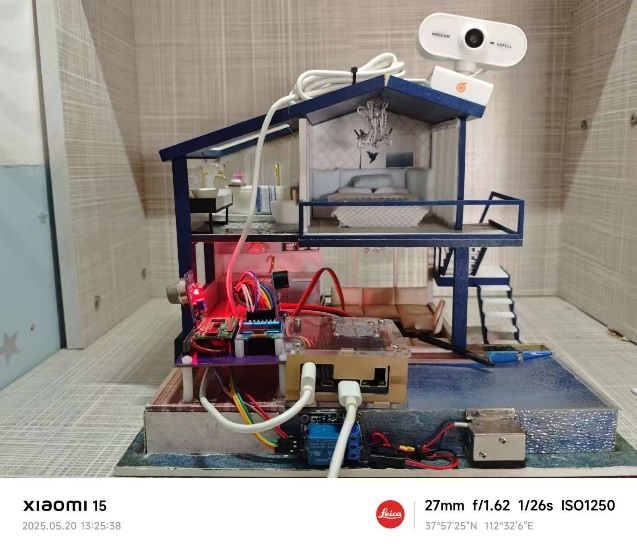 WEBCAM
xiaomi 15
2025.05.20 13:25:38
Leica
27mm f/1.62 1/26s ISO1250
37°57'25"N 112°32'6"E